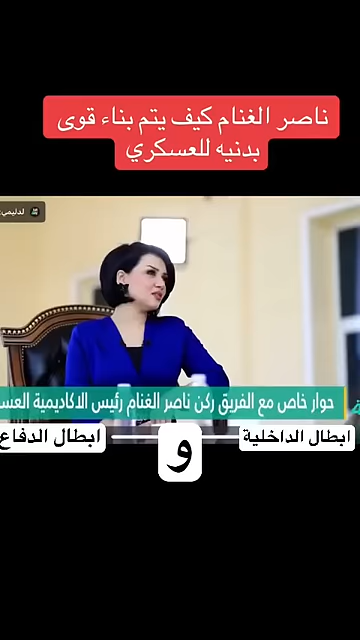 ناصر الغنام كيف يتم بناء قوى
بدنيه للعسكري
لدليمي
حوار خاص مع الفريق ركن ناصر الغنام رئيس الاكاديمية العس
ابطال الداخلية
و
ابطال الدفاع